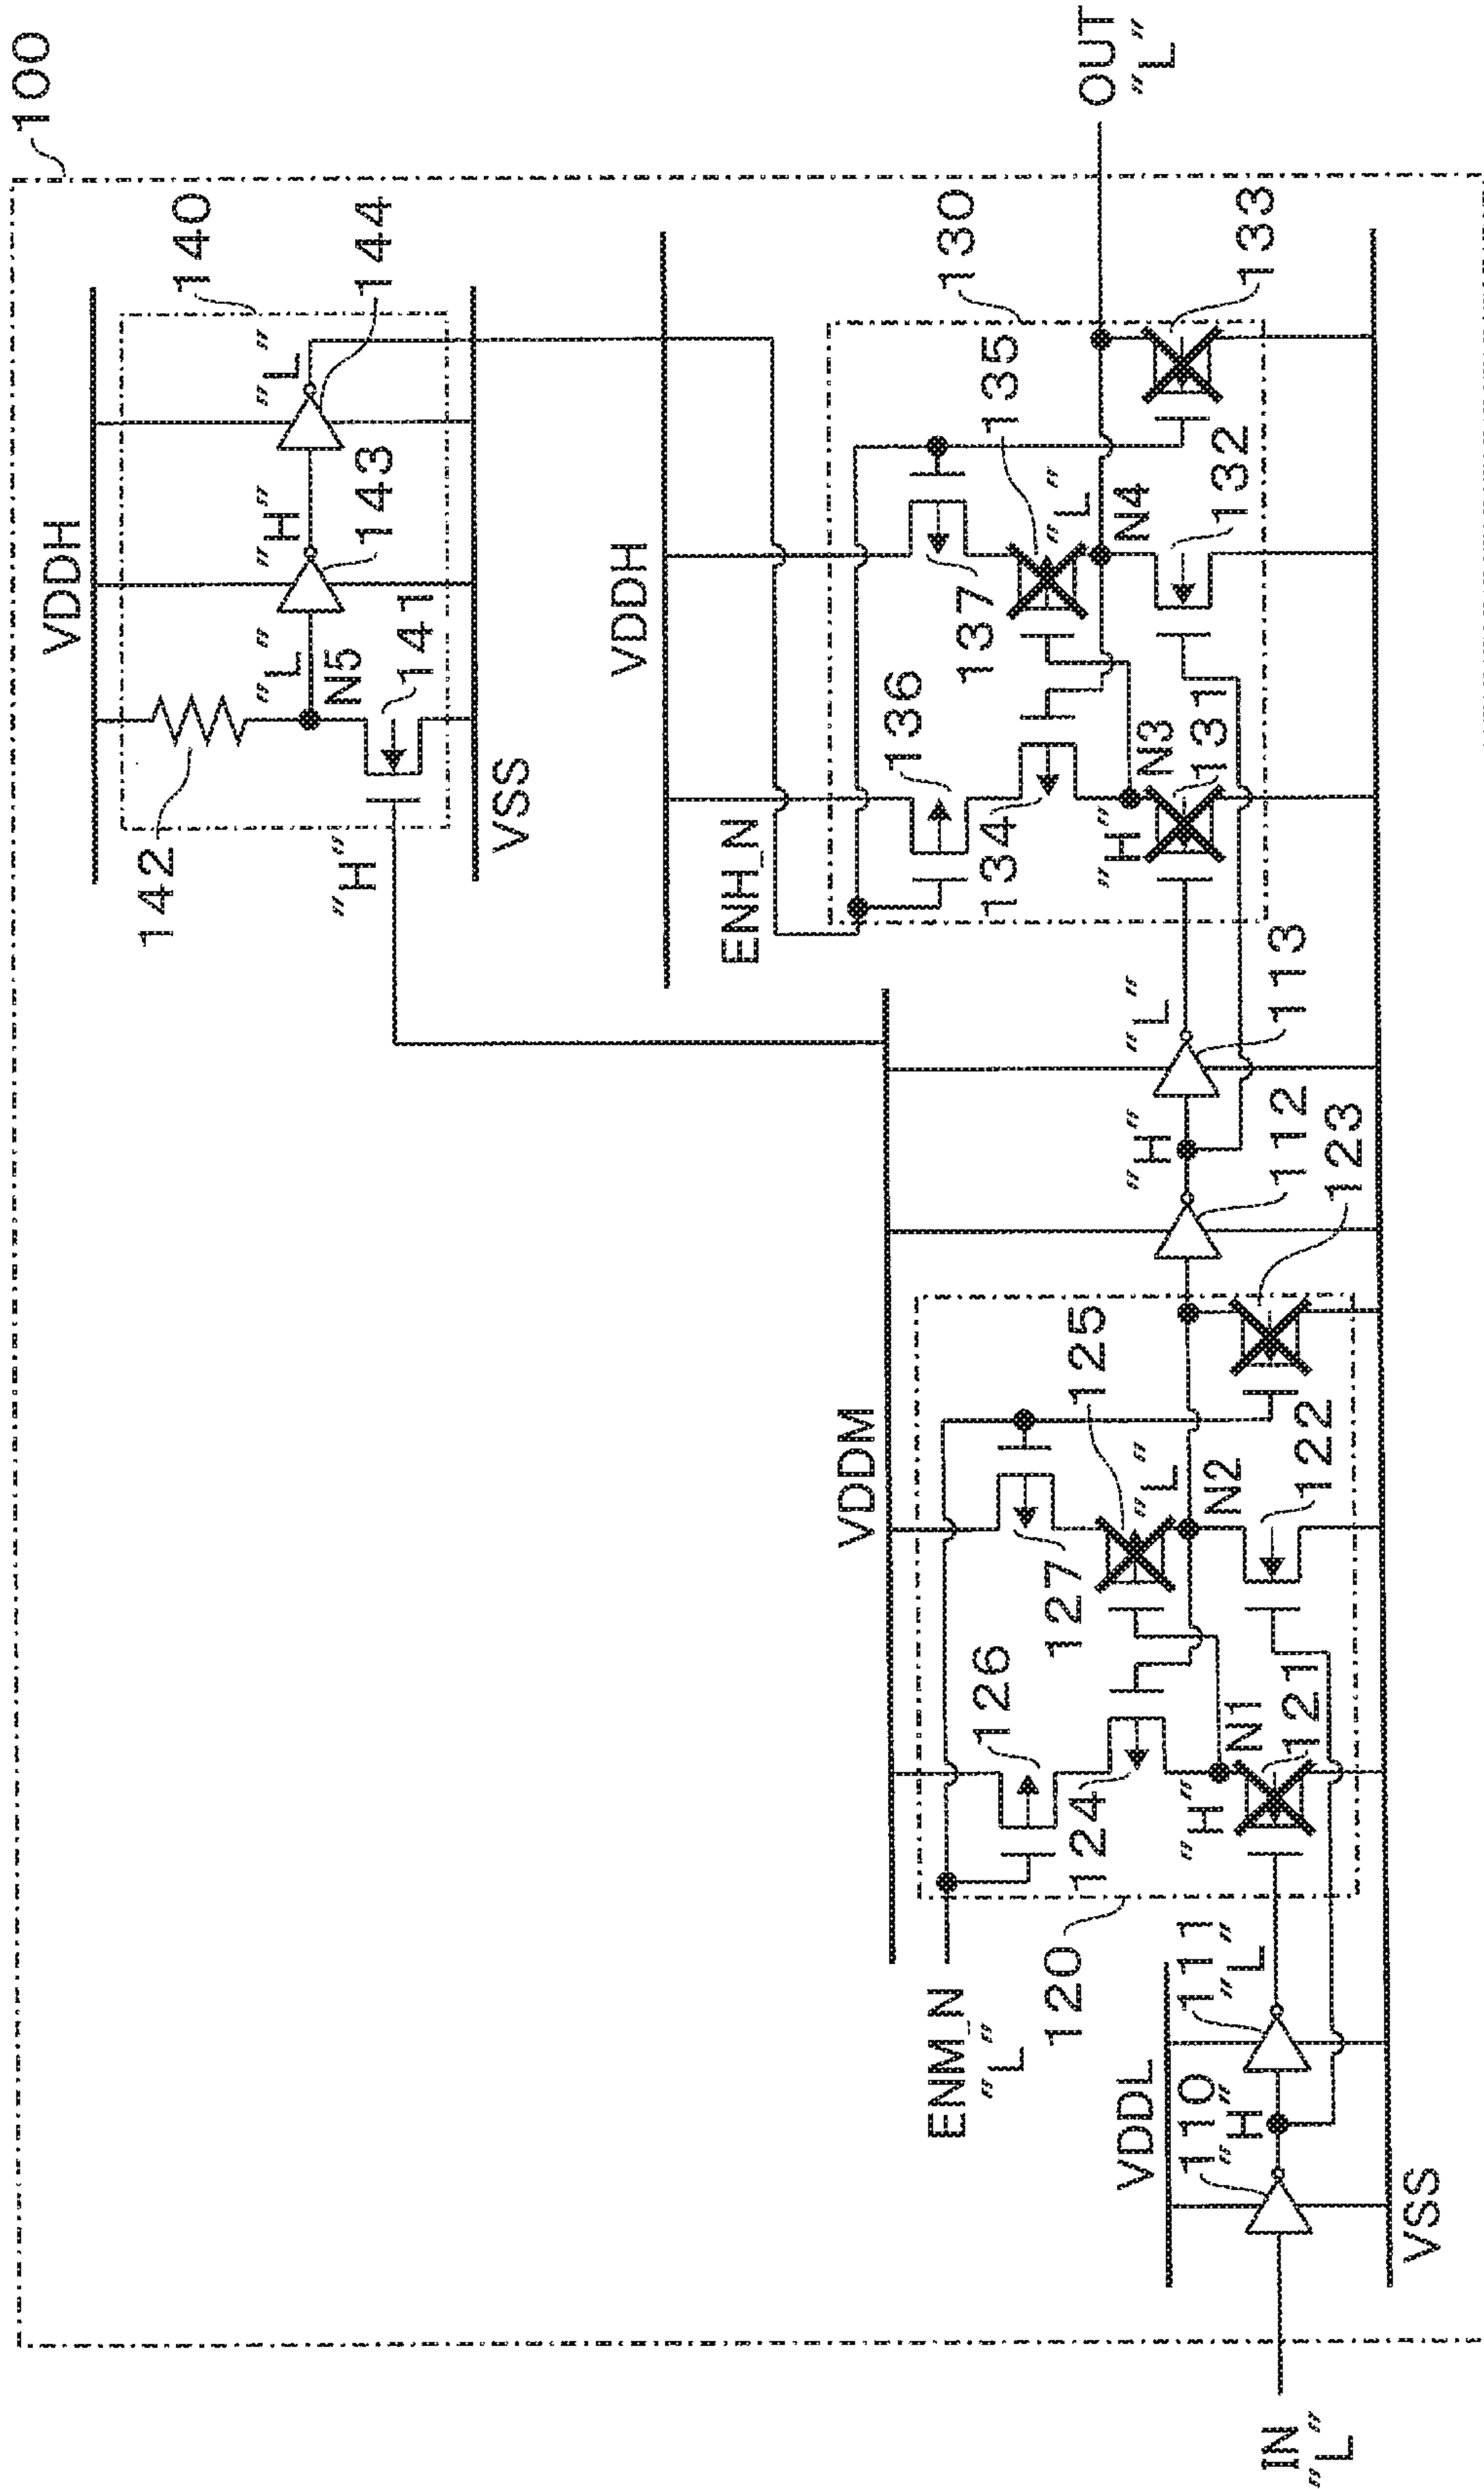 100
VDDH
140
142
"L"
"H"
"L"
N5
143
144
141
"H"
VSS
VDDH
ENH_N
136
130
137
135
134
"L"
N4
N3
"H"
131
132
133
OUT
"L"
VDDM
ENM_N
"L"
126
127
125
124
"L"
N2
N1
"H"
121
122
123
120
"H"
"L"
112
113
VDDL
110
"H"
111
"L"
IN
"L"
VSS